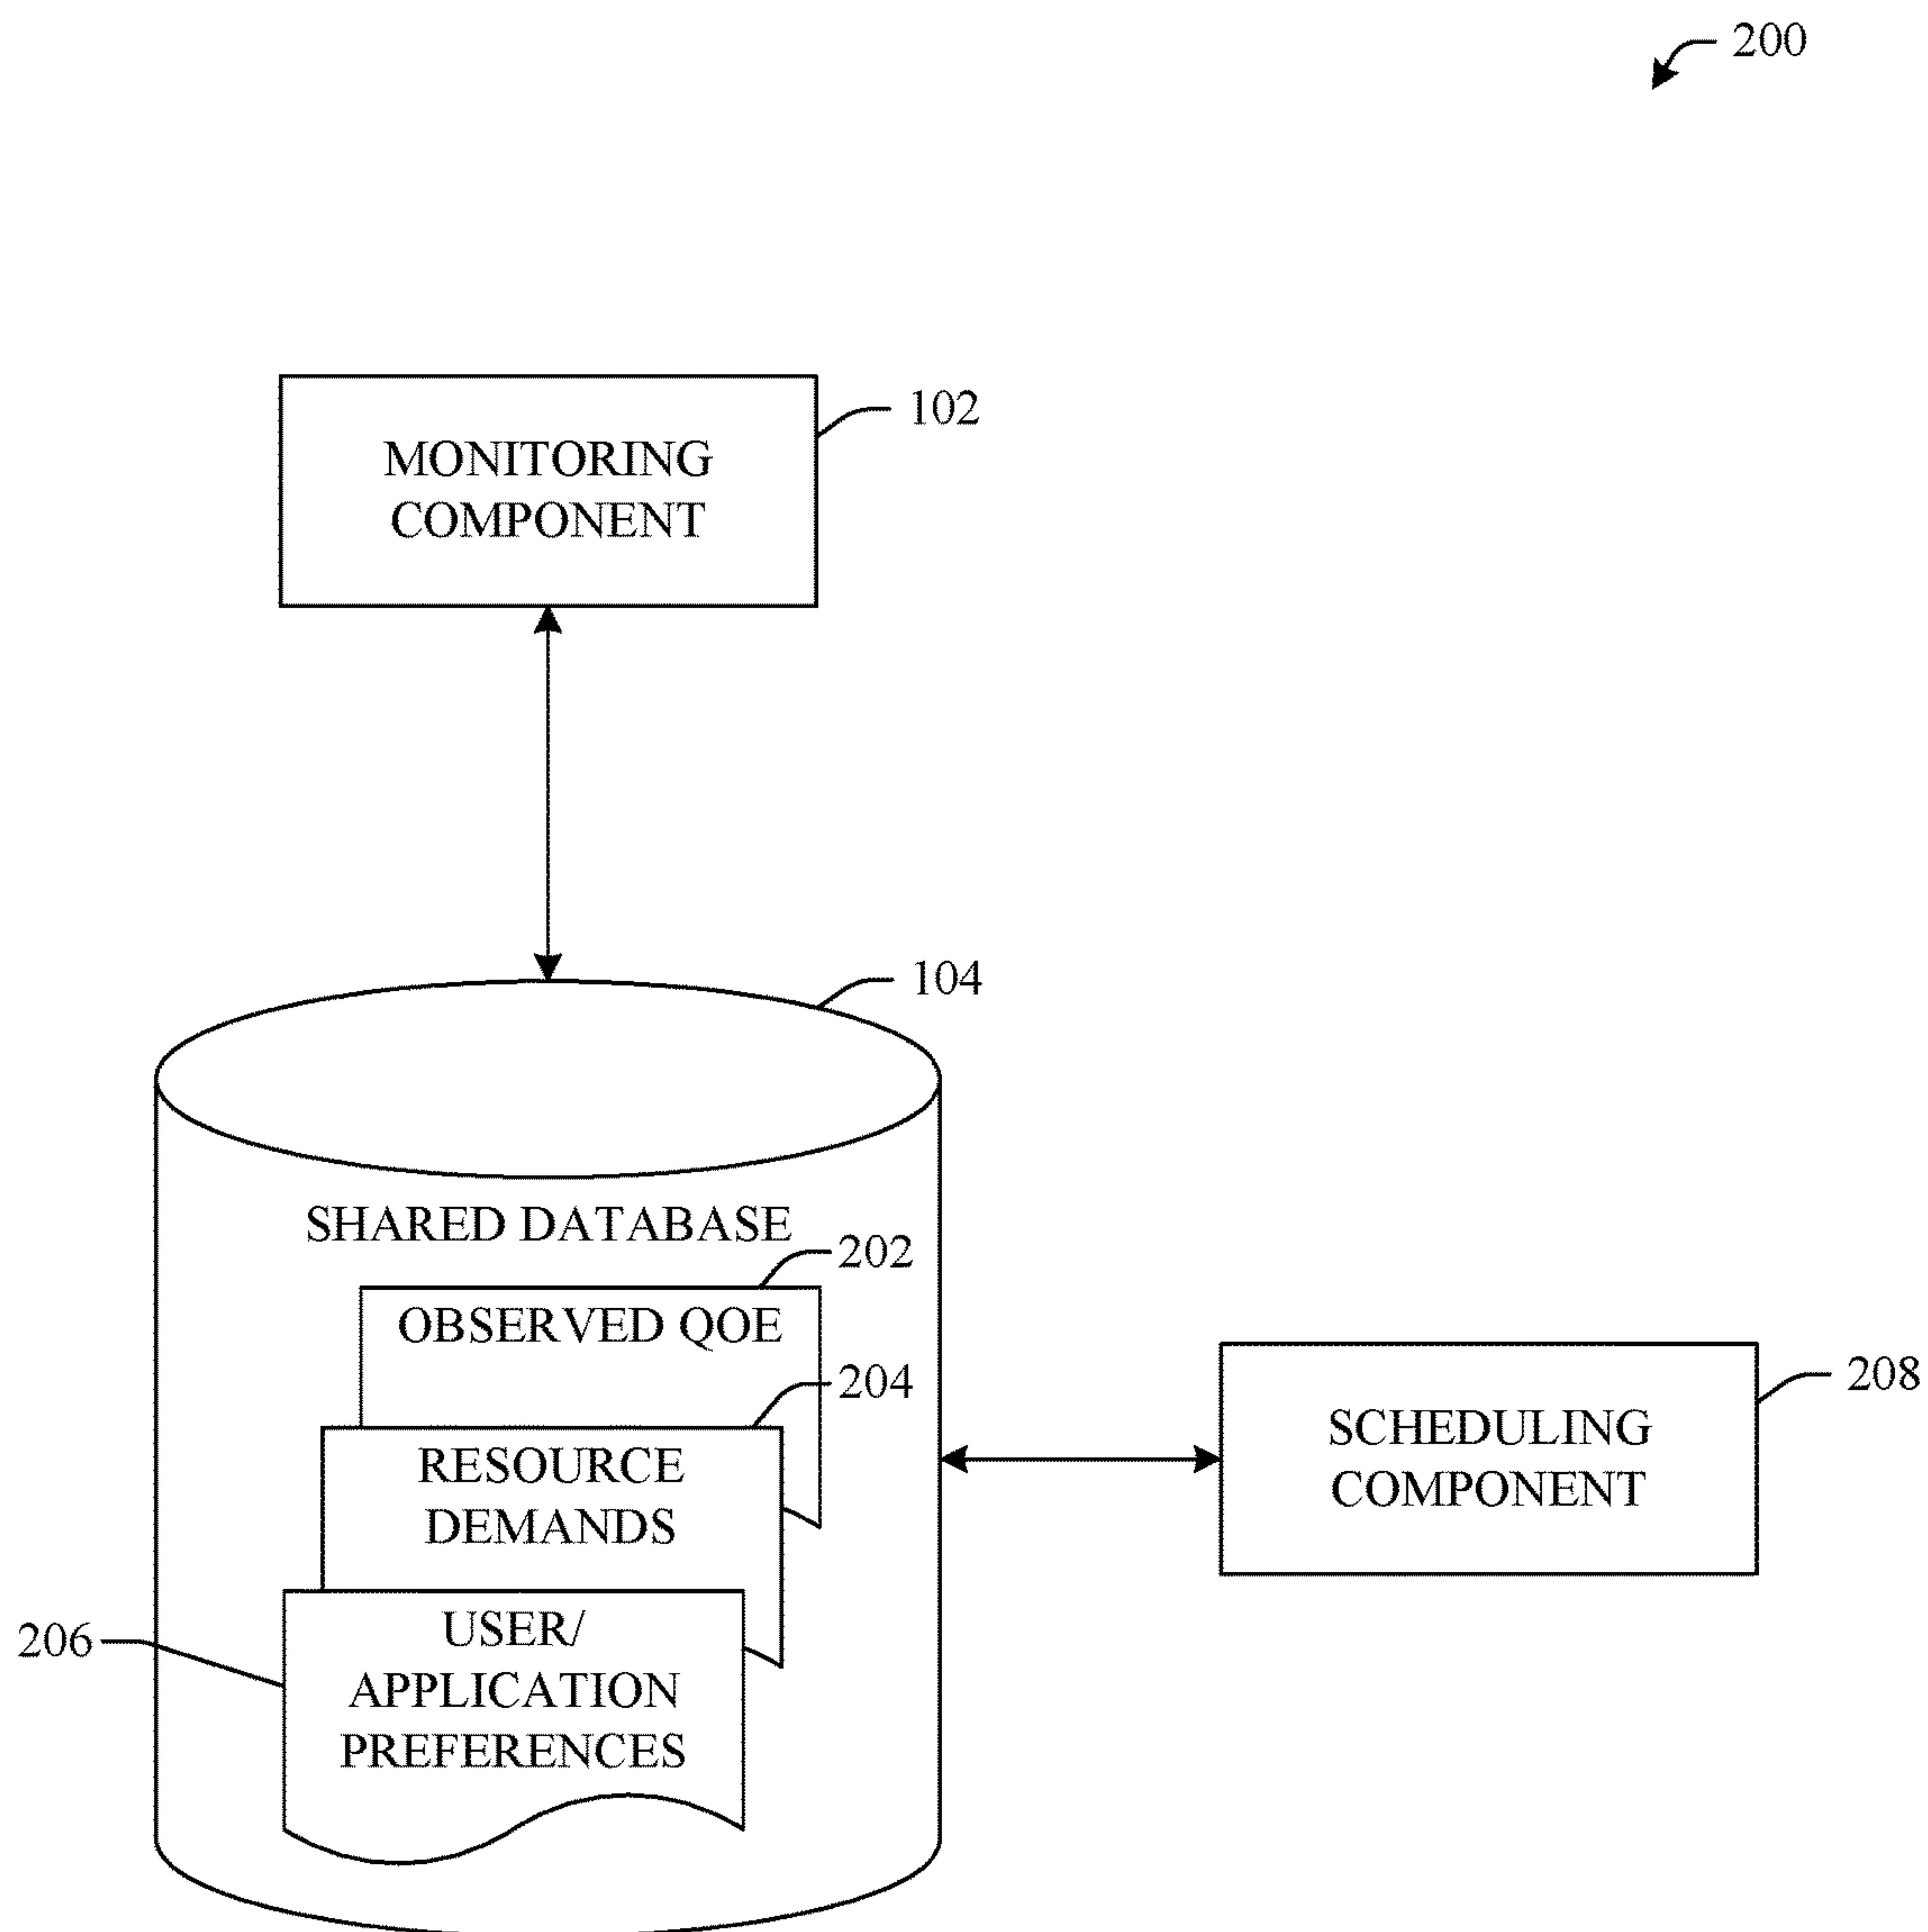 200
102
MONITORING
COMPONENT
104
SHARED DATABASE
202
OBSERVED QOE
204
RESOURCE
DEMANDS
208
SCHEDULING
COMPONENT
206
USER/
APPLICATION
PREFERENCES